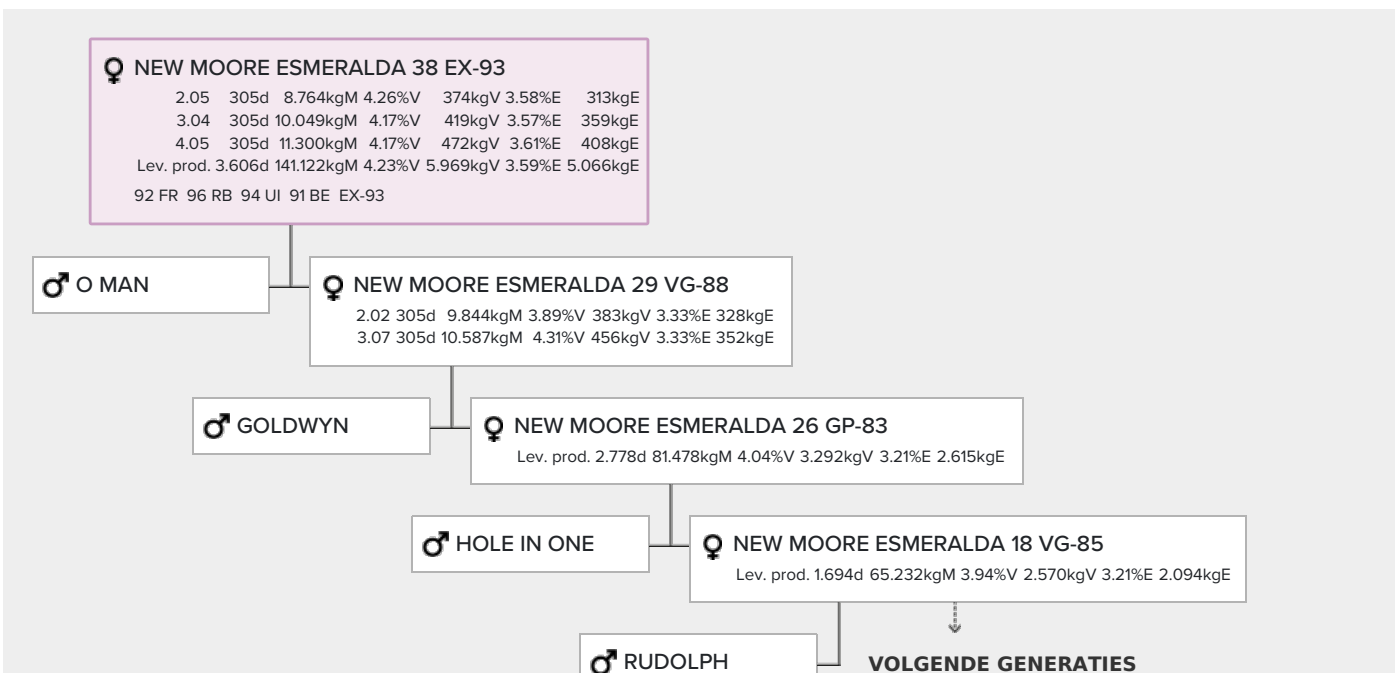 NEW MOORE ESMERALDA 38 EX-93
2.05 305d 8.764kgM 4.26%V 374kgV 3.58%E 313kgE
3.04 305d 10.049kgM 4.17%V 419kgV 3.57%E 359kgE
4.05 305d 11.300kgM 4.17%V 472kgV 3.61%E 408kgE
Lev. prod. 3.606d 141.122kgM 4.23%V 5.969kgV 3.59%E 5.066kgE
92 FR 96 RB 94 UI 91 BE EX-93
O MAN
NEW MOORE ESMERALDA 29 VG-88
2.02 305d 9.844kgM 3.89%V 383kgV 3.33%E 328kgE
3.07 305d 10.587kgM 4.31%V 456kgV 3.33%E 352kgE
GOLDWYN
NEW MOORE ESMERALDA 26 GP-83
Lev. prod. 2.778d 81.478kgM 4.04%V 3.292kgV 3.21%E 2.615kgE
HOLE IN ONE
NEW MOORE ESMERALDA 18 VG-85
Lev. prod. 1.694d 65.232kgM 3.94%V 2.570kgV 3.21%E 2.094kgE
RUDOLPH
VOLGENDE GENERATIES